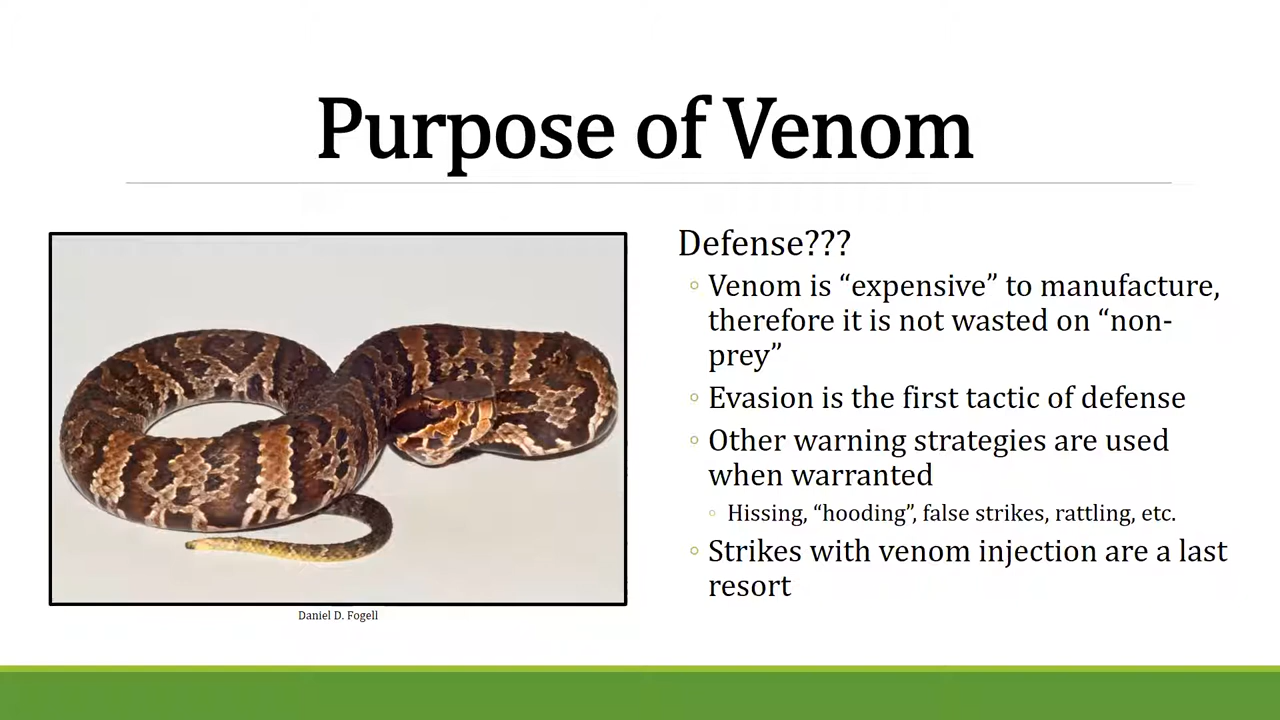 Purpose of Venom
Defense???
◦ Venom is “expensive” to manufacture,
therefore it is not wasted on “non-
prey”
◦ Evasion is the first tactic of defense
◦ Other warning strategies are used
when warranted
◦ Hissing, “hooding”, false strikes, rattling, etc.
◦ Strikes with venom injection are a last
resort
Daniel D. Fogell